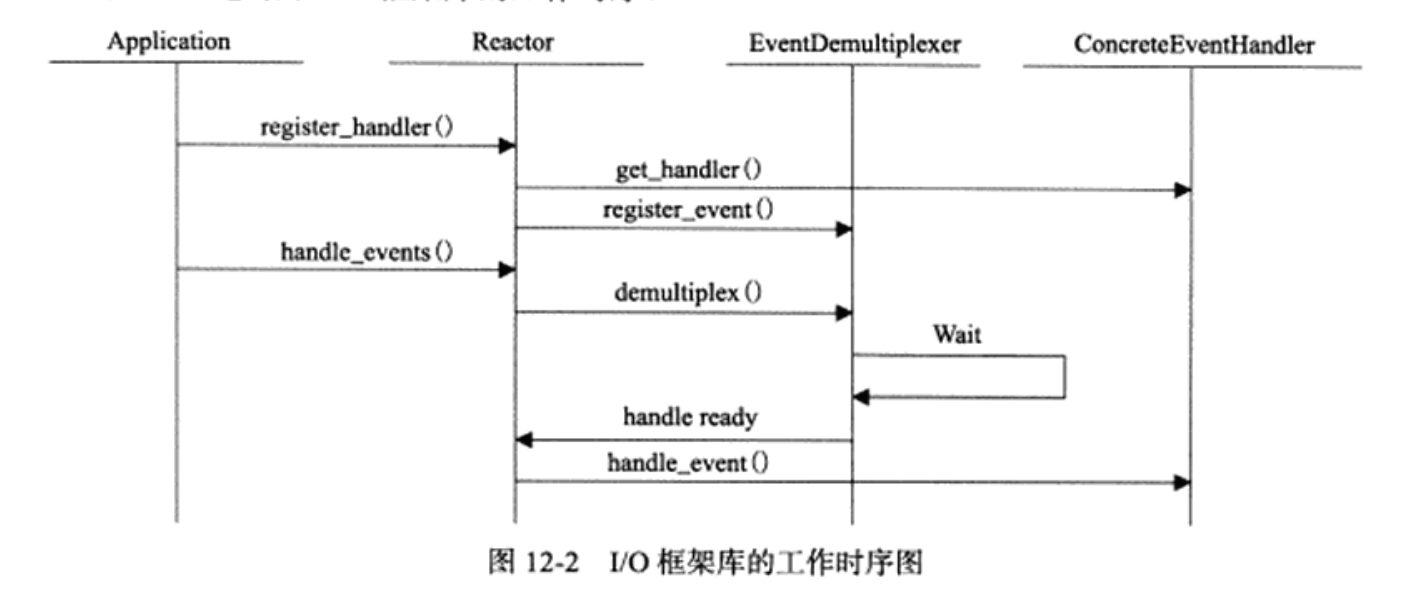 Application
Reactor
EventDemultiplexer
ConcreteEventHandler
register_handler()
get_handler()
register_event()
handle_events()
demultiplex()
Wait
handle ready
handle_event()
图 12-2 I/O 框架库的工作时序图